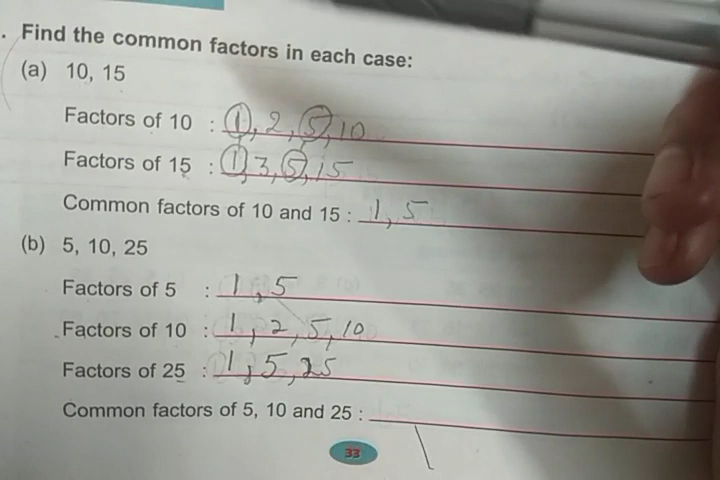 . Find the common factors in each case:
(a) 10, 15
Factors of 10 : 1, 2, 5, 10
Factors of 15 : 1, 3, 5, 15
Common factors of 10 and 15 : 1, 5
(b) 5, 10, 25
Factors of 5 : 1, 5
Factors of 10 : 1, 2, 5, 10
Factors of 25 : 1, 5, 25
Common factors of 5, 10 and 25 :
33